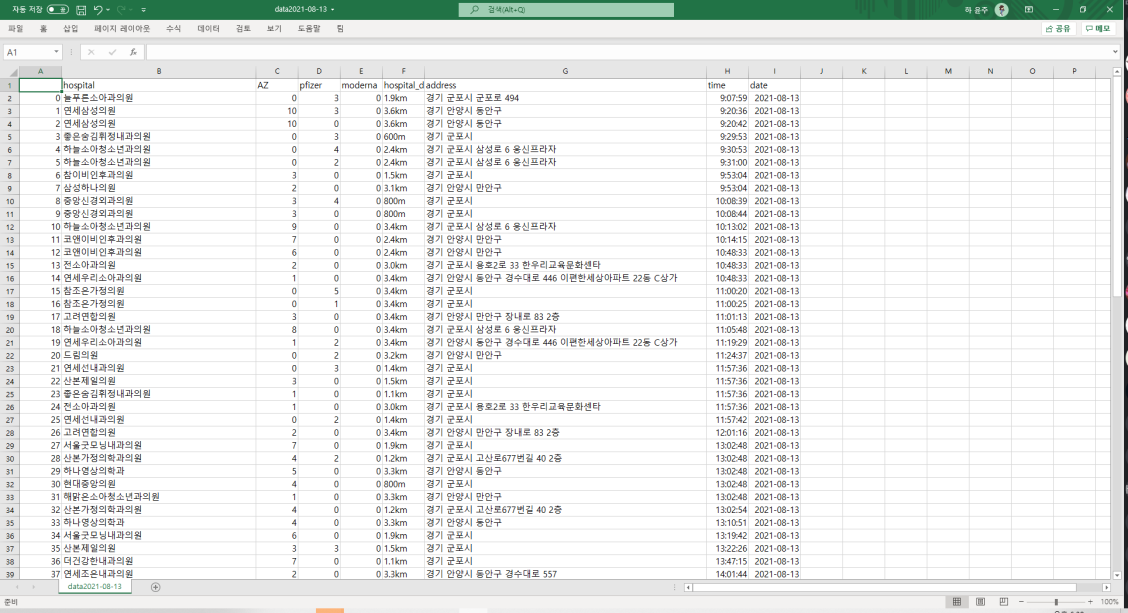 자동 저장 data2021-08-13 검색(Alt+Q) 하 윤주
파일 홈 삽입 페이지 레이아웃 수식 데이터 검토 보기 도움말 팀 공유 메모
A1 fx
A B C D E F G H I J K L M N O P
1 hospital AZ pfizer moderna hospital_d address time date
2 0 늘푸른소아과의원 0 3 0 1.9km 경기 군포시 군포로 494 9:07:59 2021-08-13
3 1 연세삼성의원 10 3 0 3.6km 경기 안양시 동안구 9:20:36 2021-08-13
4 2 연세삼성의원 10 0 0 3.6km 경기 안양시 동안구 9:20:42 2021-08-13
5 3 좋은숨김휘정내과의원 0 3 0 600m 경기 군포시 9:29:53 2021-08-13
6 4 하늘소아청소년과의원 0 4 0 2.4km 경기 군포시 삼성로 6 웅신프라자 9:30:53 2021-08-13
7 5 하늘소아청소년과의원 0 2 0 2.4km 경기 군포시 삼성로 6 웅신프라자 9:31:00 2021-08-13
8 6 참이비인후과의원 3 0 0 1.5km 경기 군포시 9:53:04 2021-08-13
9 7 삼성하나의원 2 0 0 3.1km 경기 안양시 만안구 9:53:04 2021-08-13
10 8 중앙신경외과의원 3 4 0 800m 경기 군포시 10:08:39 2021-08-13
11 9 중앙신경외과의원 3 0 0 800m 경기 군포시 10:08:44 2021-08-13
12 10 하늘소아청소년과의원 9 0 0 3.4km 경기 군포시 삼성로 6 웅신프라자 10:13:02 2021-08-13
13 11 코앤이비인후과의원 7 0 0 2.4km 경기 안양시 만안구 10:14:15 2021-08-13
14 12 코앤이비인후과의원 6 0 0 2.4km 경기 안양시 만안구 10:48:33 2021-08-13
15 13 전소아과의원 2 0 0 3.0km 경기 군포시 용호2로 33 한우리교육문화센타 10:48:33 2021-08-13
16 14 연세우리소아과의원 1 0 0 3.4km 경기 안양시 동안구 경수대로 446 이편한세상아파트 22동 C상가 10:48:33 2021-08-13
17 15 참조은가정의원 0 5 0 3.4km 경기 군포시 11:00:20 2021-08-13
18 16 참조은가정의원 0 1 0 3.4km 경기 군포시 11:00:25 2021-08-13
19 17 고려연합의원 3 0 0 3.4km 경기 안양시 만안구 장내로 83 2층 11:01:13 2021-08-13
20 18 하늘소아청소년과의원 8 0 0 3.4km 경기 군포시 삼성로 6 웅신프라자 11:05:48 2021-08-13
21 19 연세우리소아과의원 1 2 0 3.4km 경기 안양시 동안구 경수대로 446 이편한세상아파트 22동 C상가 11:19:29 2021-08-13
22 20 드림의원 0 2 0 3.2km 경기 안양시 만안구 11:24:37 2021-08-13
23 21 연세선내과의원 0 3 0 1.4km 경기 군포시 11:57:36 2021-08-13
24 22 산본제일의원 3 0 0 1.5km 경기 군포시 11:57:36 2021-08-13
25 23 좋은숨김휘정내과의원 1 0 0 1.1km 경기 군포시 11:57:36 2021-08-13
26 24 전소아과의원 1 0 0 3.0km 경기 군포시 용호2로 33 한우리교육문화센타 11:57:36 2021-08-13
27 25 연세선내과의원 0 2 0 1.4km 경기 군포시 11:57:42 2021-08-13
28 26 고려연합의원 2 0 0 3.4km 경기 안양시 만안구 장내로 83 2층 12:01:16 2021-08-13
29 27 서울굿모닝내과의원 7 0 0 1.9km 경기 군포시 13:02:48 2021-08-13
30 28 산본가정의학과의원 4 2 0 1.2km 경기 군포시 고산로677번길 40 2층 13:02:48 2021-08-13
31 29 하나영상의학과 5 0 0 3.3km 경기 안양시 동안구 13:02:48 2021-08-13
32 30 현대중앙의원 4 0 0 800m 경기 군포시 13:02:48 2021-08-13
33 31 해맑은소아청소년과의원 1 0 0 3.3km 경기 안양시 만안구 13:02:48 2021-08-13
34 32 산본가정의학과의원 4 0 0 1.2km 경기 군포시 고산로677번길 40 2층 13:02:54 2021-08-13
35 33 하나영상의학과 4 0 0 3.3km 경기 안양시 동안구 13:10:51 2021-08-13
36 34 서울굿모닝내과의원 6 0 0 1.9km 경기 군포시 13:19:42 2021-08-13
37 35 산본제일의원 3 3 0 1.5km 경기 군포시 13:22:26 2021-08-13
38 36 더건강한내과의원 7 0 0 1.1km 경기 군포시 13:47:15 2021-08-13
39 37 연세조은내과의원 2 0 0 3.3km 경기 안양시 동안구 경수대로 557 14:01:44 2021-08-13
data2021-08-13
준비 100%